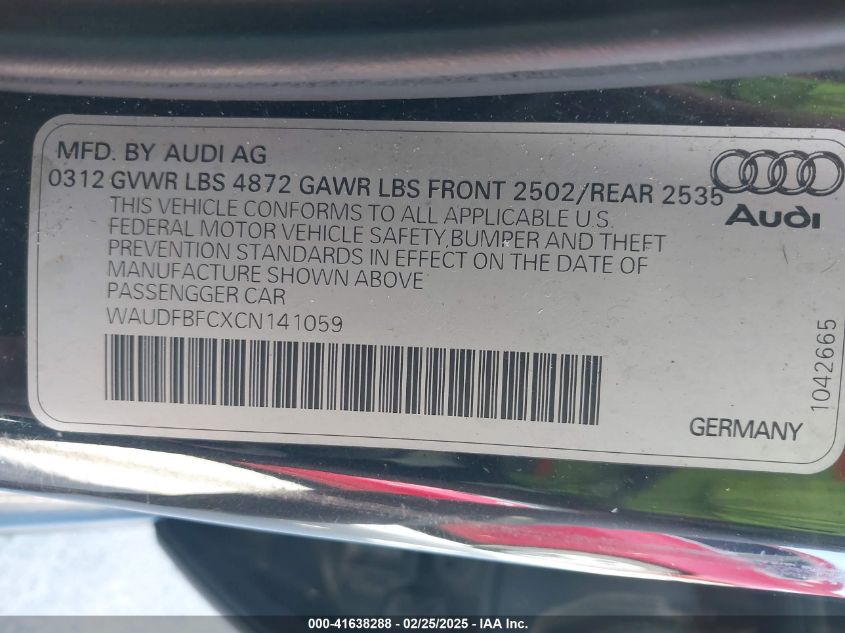 MFD. BY AUDI AG
0312 GVWR LBS 4872 GAWR LBS FRONT 2502/REAR 2535
THIS VEHICLE CONFORMS TO ALL APPLICABLE U.S.
FEDERAL MOTOR VEHICLE SAFETY,BUMPER AND THEFT
PREVENTION STANDARDS IN EFFECT ON THE DATE OF
MANUFACTURE SHOWN ABOVE
PASSENGGER CAR
WAUDFBFCXCN141059
Audi
1042665
GERMANY
000-41638288 - 02/25/2025 - IAA Inc.